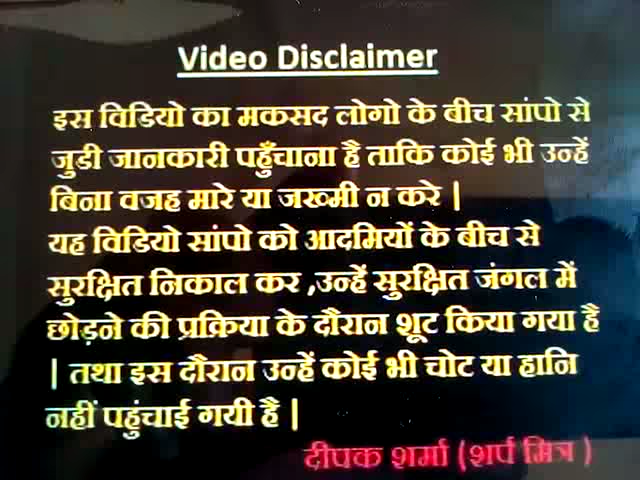 Video Disclaimer
इस विडियो का मकसद लोगो के बीच सांपो से
जुडी जानकारी पहुँचाना है ताकि कोई भी उन्हें
बिना वजह मारे या जख्मी न करे |
यह विडियो सांपो को आदमियों के बीच से
सुरक्षित निकाल कर ,उन्हें सुरक्षित जंगल में
छोड़ने की प्रक्रिया के दौरान शूट किया गया है
| तथा इस दौरान उन्हें कोई भी चोट या हानि
नहीं पहुंचाई गयी है |
दीपक शर्मा (शर्प मित्र )